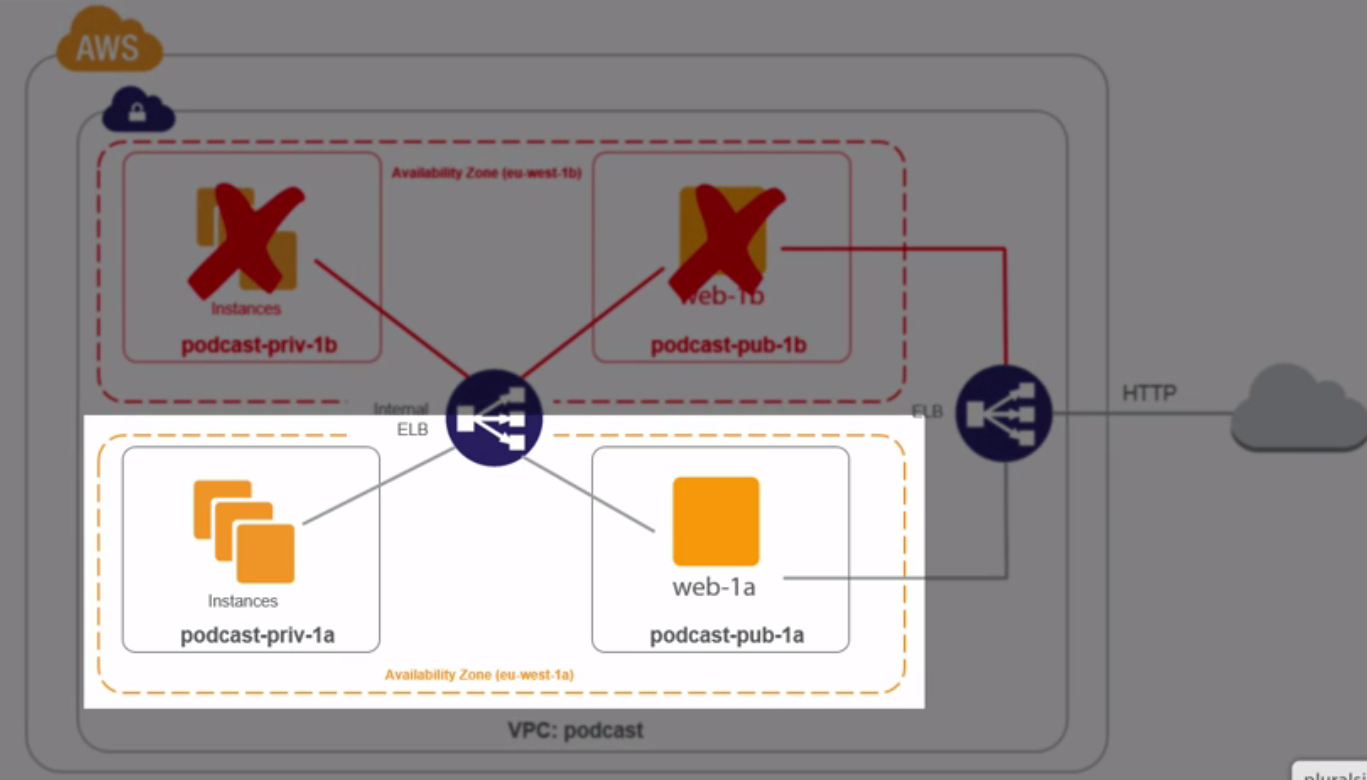 AWS
Availability Zone (eu-west-1b)
Instances
podcast-priv-1b
web-1b
podcast-pub-1b
Internal
ELB
ELB
HTTP
Instances
podcast-priv-1a
web-1a
podcast-pub-1a
Availability Zone (eu-west-1a)
VPC: podcast